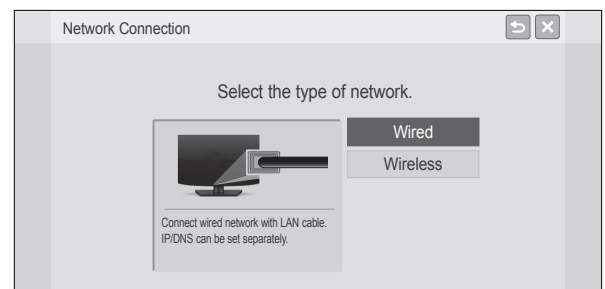 Network Connection
Select the type of network.
Wired
Wireless
Connect wired network with LAN cable.
IP/DNS can be set separately.